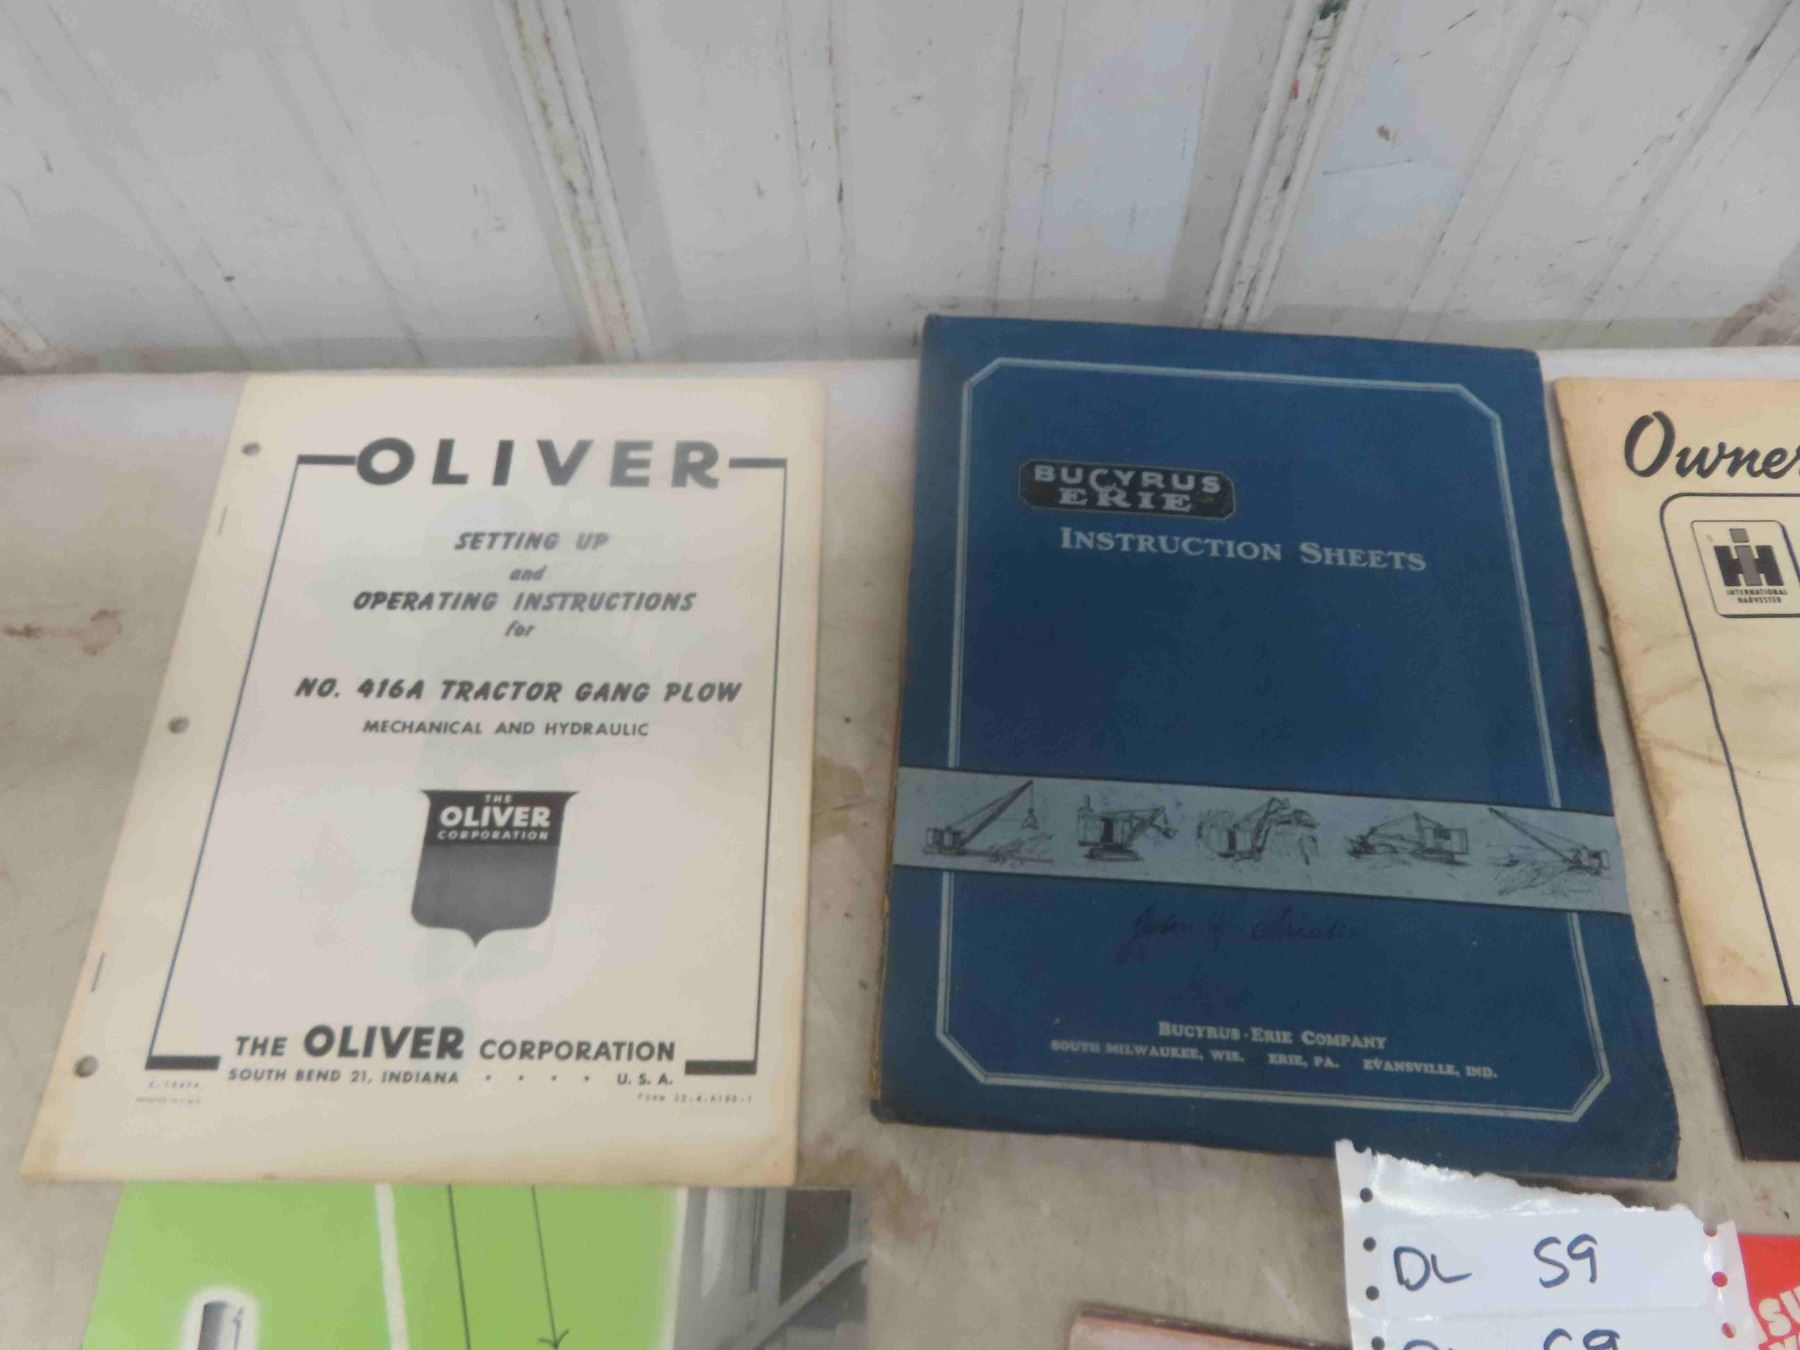 OLIVER
SETTING UP
and
OPERATING INSTRUCTIONS
for
NO. 416A TRACTOR GANG PLOW
MECHANICAL AND HYDRAULIC
THE
OLIVER
CORPORATION
THE OLIVER CORPORATION
SOUTH BEND 21, INDIANA · · · · U. S. A.
BUCYRUS
ERIE
INSTRUCTION SHEETS
BUCYRUS-ERIE COMPANY
SOUTH MILWAUKEE, WIS. ERIE, PA. EVANSVILLE, IND.
Owner
IH
INTERNATIONAL
HARVESTER
DL S9